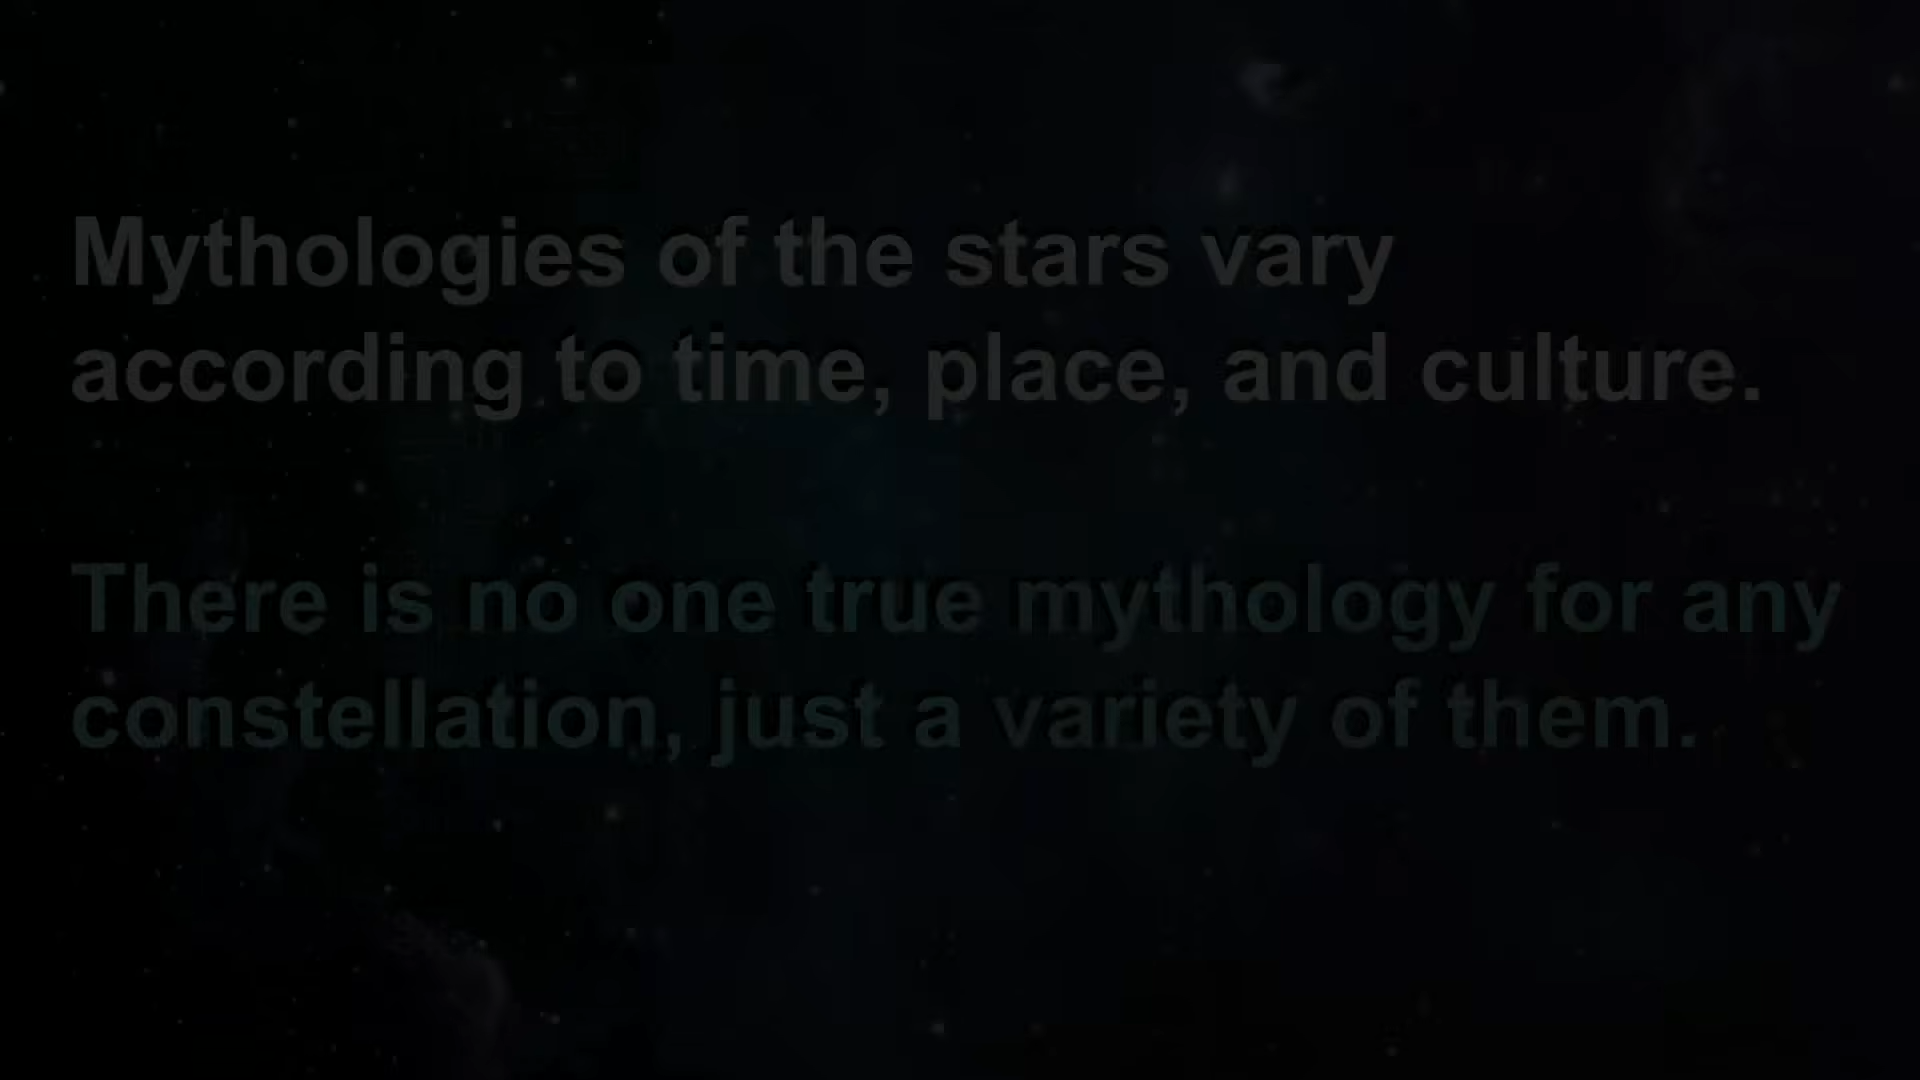 Mythologies of the stars vary
according to time, place, and culture.
There is no one true mythology for any
constellation, just a variety of them.